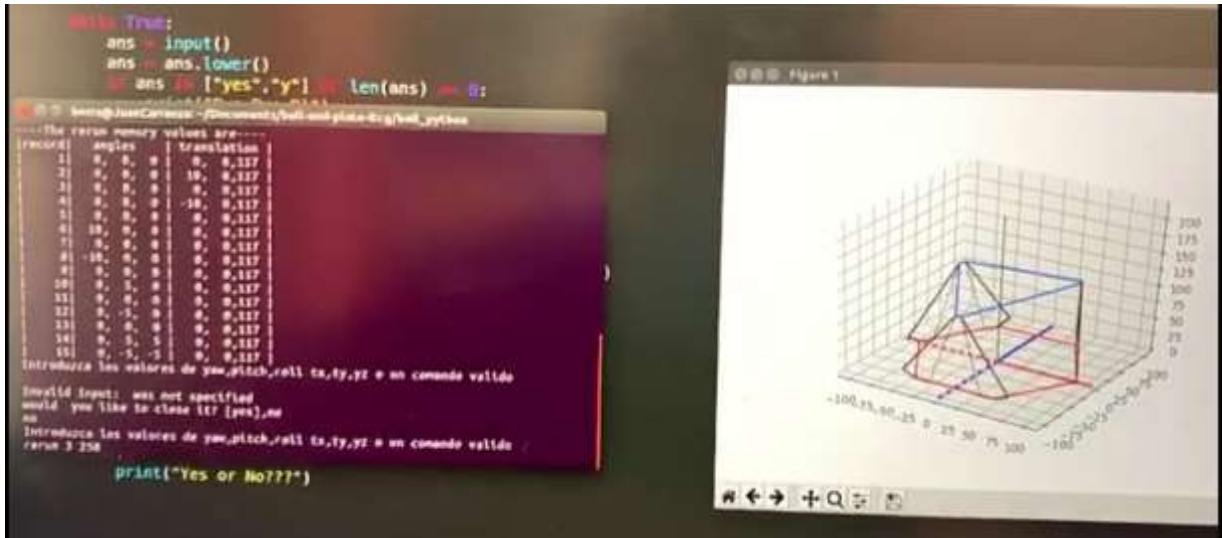 while True:
ans = input()
ans = ans.lower()
if ans in ["yes","y"] or len(ans) == 0:
----The rerun memory values are----
|record| angles | translation |
| 1| 0, 0, 0 | 0, 0,117 |
| 2| 0, 0, 0 | 10, 0,117 |
| 3| 0, 0, 0 | 0, 0,117 |
| 4| 0, 0, 0 | -10, 0,117 |
| 5| 0, 0, 0 | 0, 0,117 |
| 6| 10, 0, 0 | 0, 0,117 |
| 7| 0, 0, 0 | 0, 0,117 |
| 8| -10, 0, 0 | 0, 0,117 |
| 9| 0, 0, 0 | 0, 0,117 |
| 10| 0, 5, 0 | 0, 0,117 |
| 11| 0, 0, 0 | 0, 0,117 |
| 12| 0, -5, 0 | 0, 0,117 |
| 13| 0, 0, 0 | 0, 0,117 |
| 14| 0, 5, 5 | 0, 0,117 |
| 15| 0, -5, -5 | 0, 0,117 |
Introduzca los valores de yaw,pitch,roll tx,ty,yz o un comando valido
Invalid Input: was not specified
would you like to close it? [yes],no
no
Introduzca los valores de yaw,pitch,roll tx,ty,yz o un comando valido
rerun 3 250
print("Yes or No???")
Figure 1
200
175
150
125
100
75
50
25
0
-100 -75 -50 -25 0 25 50 75 100
-100